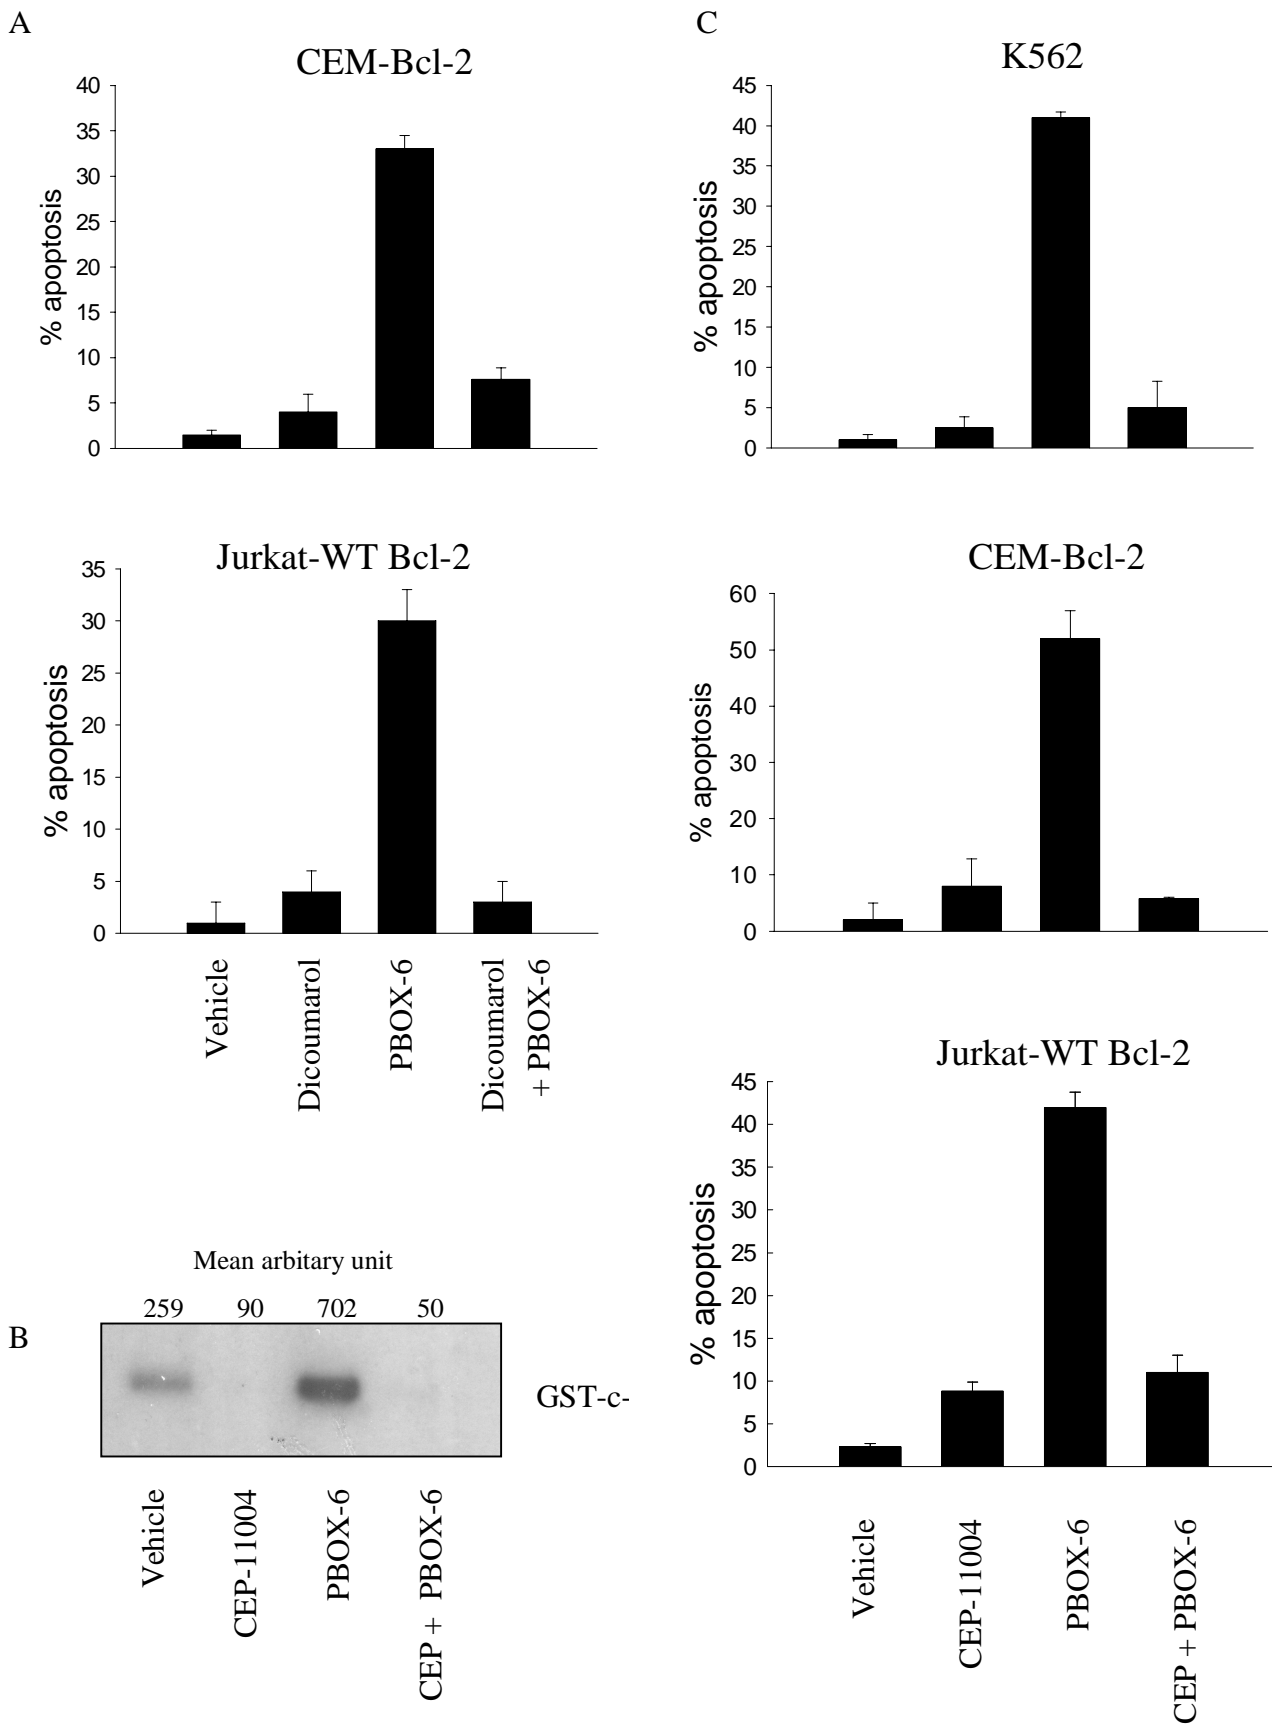 A
CEM-Bcl-2
40
35
30
25
20
15
10
5
0
% apoptosis
Jurkat-WT Bcl-2
35
30
25
20
15
10
5
0
% apoptosis
Vehicle
Dicoumarol
PBOX-6
Dicoumarol
+ PBOX-6
B
Mean arbitary unit
259 90 702 50
GST-c-
Vehicle
CEP-11004
PBOX-6
CEP + PBOX-6
C
K562
45
40
35
30
25
20
15
10
5
0
% apoptosis
CEM-Bcl-2
60
50
40
30
20
10
0
% apoptosis
Jurkat-WT Bcl-2
45
40
35
30
25
20
15
10
5
0
% apoptosis
Vehicle
CEP-11004
PBOX-6
CEP + PBOX-6